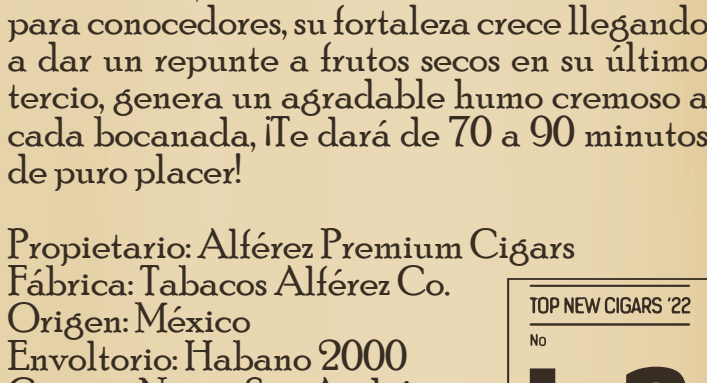 para conocedores, su fortaleza crece llegando
a dar un repunte a frutos secos en su último
tercio, genera un agradable humo cremoso a
cada bocanada, ¡Te dará de 70 a 90 minutos
de puro placer!
Propietario: Alférez Premium Cigars
Fábrica: Tabacos Alférez Co.
Origen: México
Envoltorio: Habano 2000
TOP NEW CIGARS '22
No